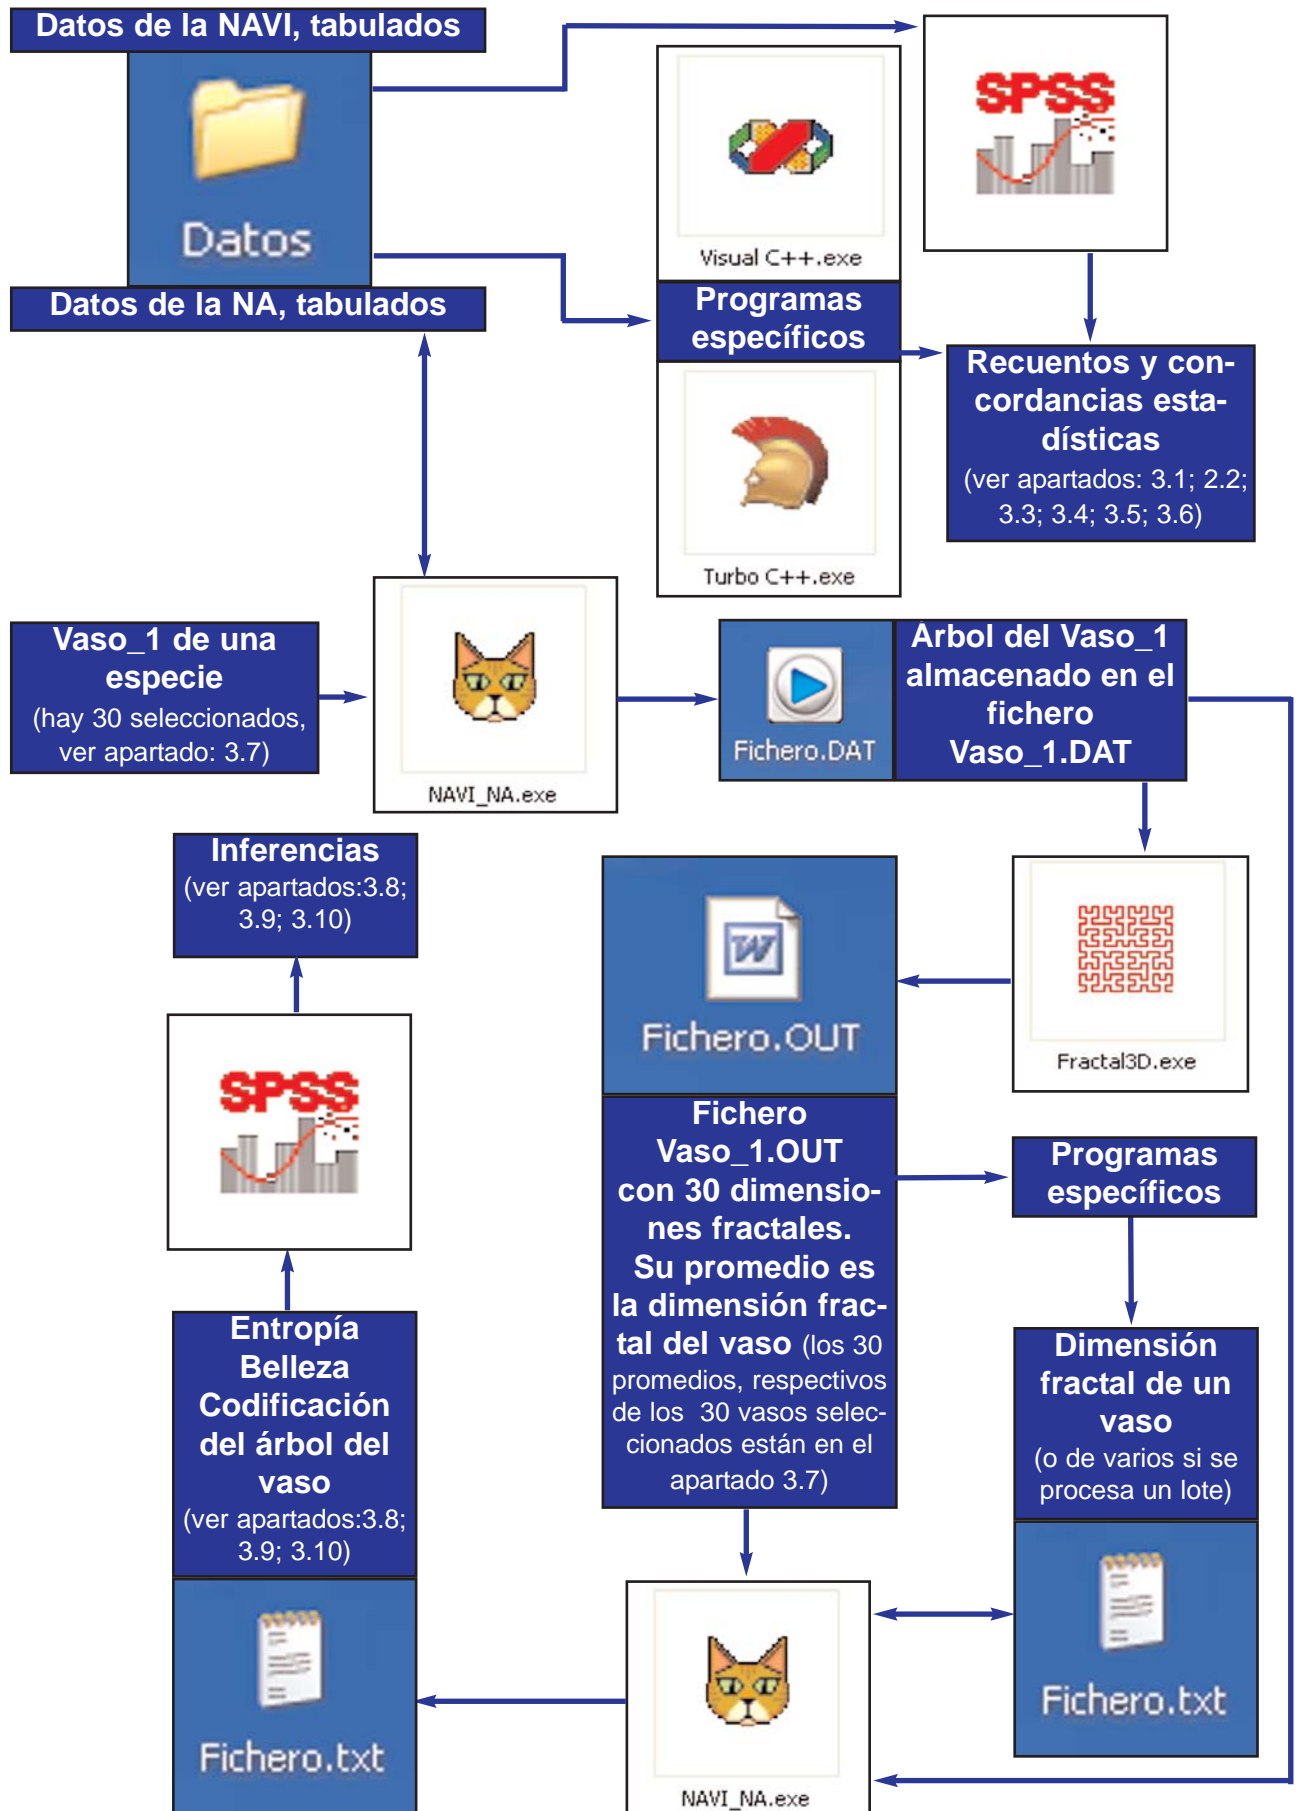 Datos de la NAVI, tabulados
Datos
Datos de la NA, tabulados
Visual C++.exe
Programas
específicos
Turbo C++.exe
SPSS
Recuentos y con-
cordancias esta-
dísticas
(ver apartados: 3.1; 2.2;
3.3; 3.4; 3.5; 3.6)
Vaso_1 de una
especie
(hay 30 seleccionados,
ver apartado: 3.7)
NAVI_NA.exe
Fichero.DAT
Árbol del Vaso_1
almacenado en el
fichero
Vaso_1.DAT
Inferencias
(ver apartados:3.8;
3.9; 3.10)
W
Fichero.OUT
Fractal3D.exe
SPSS
Fichero
Vaso_1.OUT
con 30 dimensio-
nes fractales.
Su promedio es
la dimensión frac-
tal del vaso (los 30
promedios, respectivos
de los 30 vasos selec-
cionados están en el
apartado 3.7)
Programas
específicos
Entropía
Belleza
Codificación
del árbol del
vaso
(ver apartados:3.8;
3.9; 3.10)
Dimensión
fractal de un
vaso
(o de varios si se
procesa un lote)
Fichero.txt
NAVI_NA.exe
Fichero.txt